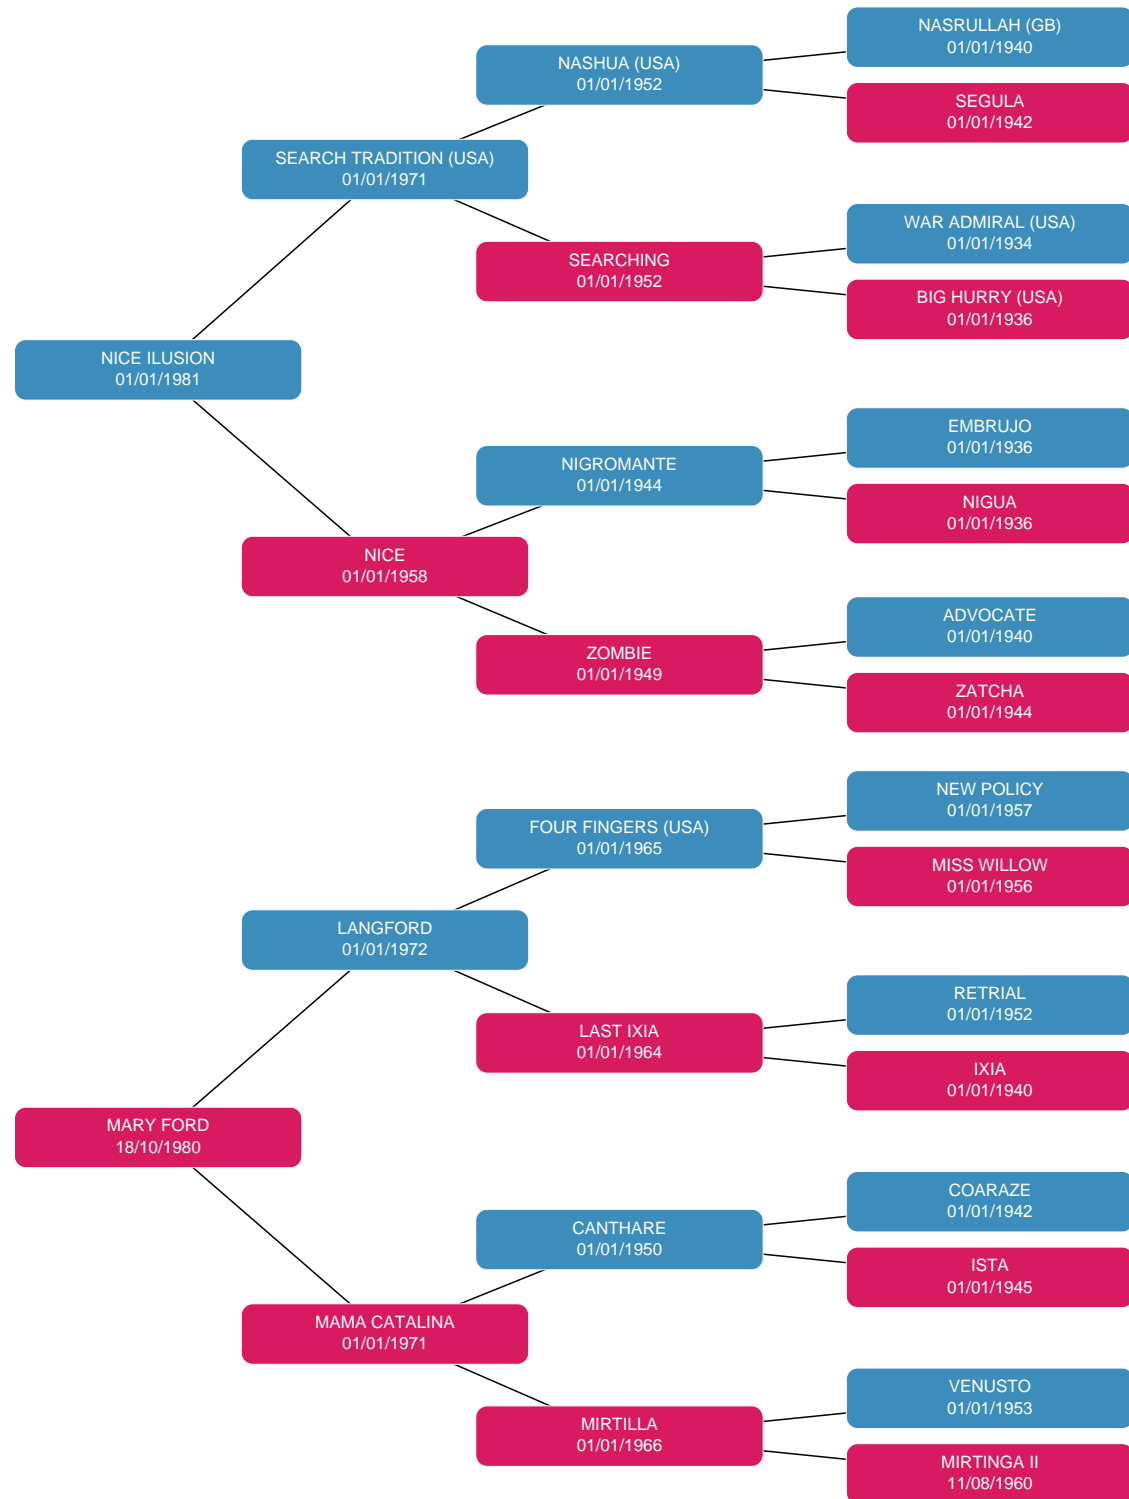 NASRULLAH (GB)
01/01/1940
NASHUA (USA)
01/01/1952
SEGULA
01/01/1942
SEARCH TRADITION (USA)
01/01/1971
WAR ADMIRAL (USA)
01/01/1934
SEARCHING
01/01/1952
BIG HURRY (USA)
01/01/1936
NICE ILUSION
01/01/1981
EMBRUJO
01/01/1936
NIGROMANTE
01/01/1944
NIGUA
01/01/1936
NICE
01/01/1958
ADVOCATE
01/01/1940
ZOMBIE
01/01/1949
ZATCHA
01/01/1944
NEW POLICY
01/01/1957
FOUR FINGERS (USA)
01/01/1965
MISS WILLOW
01/01/1956
LANGFORD
01/01/1972
RETRIAL
01/01/1952
LAST IXIA
01/01/1964
IXIA
01/01/1940
MARY FORD
18/10/1980
COARAZE
01/01/1942
CANTHARE
01/01/1950
ISTA
01/01/1945
MAMA CATALINA
01/01/1971
VENUSTO
01/01/1953
MIRTILLA
01/01/1966
MIRTINGA II
11/08/1960